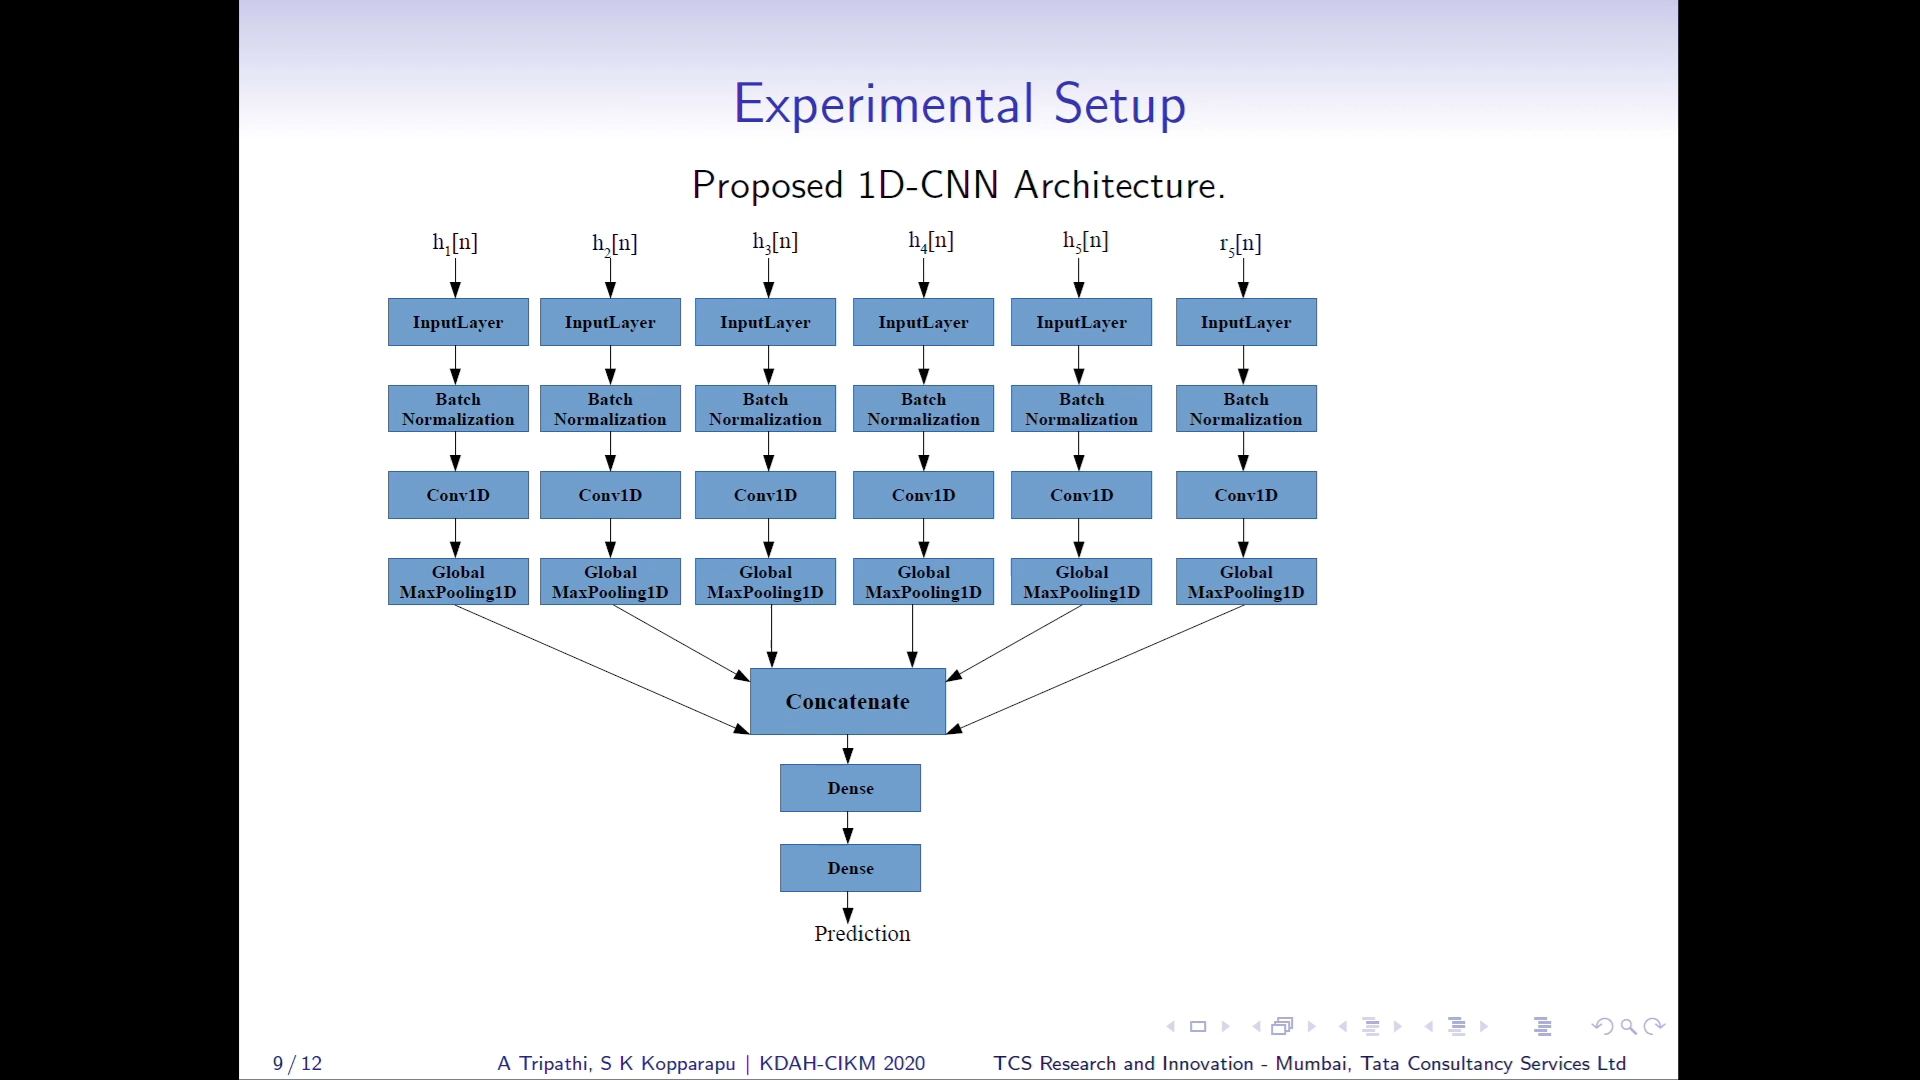 Experimental Setup
Proposed 1D-CNN Architecture.
h1[n] h2[n] h3[n] h4[n] h5[n] r5[n]
InputLayer InputLayer InputLayer InputLayer InputLayer InputLayer
Batch Batch Batch Batch Batch Batch
Normalization Normalization Normalization Normalization Normalization Normalization
Conv1D Conv1D Conv1D Conv1D Conv1D Conv1D
Global Global Global Global Global Global
MaxPooling1D MaxPooling1D MaxPooling1D MaxPooling1D MaxPooling1D MaxPooling1D
Concatenate
Dense
Dense
Prediction
9 / 12 A Tripathi, S K Kopparapu | KDAH-CIKM 2020 TCS Research and Innovation - Mumbai, Tata Consultancy Services Ltd